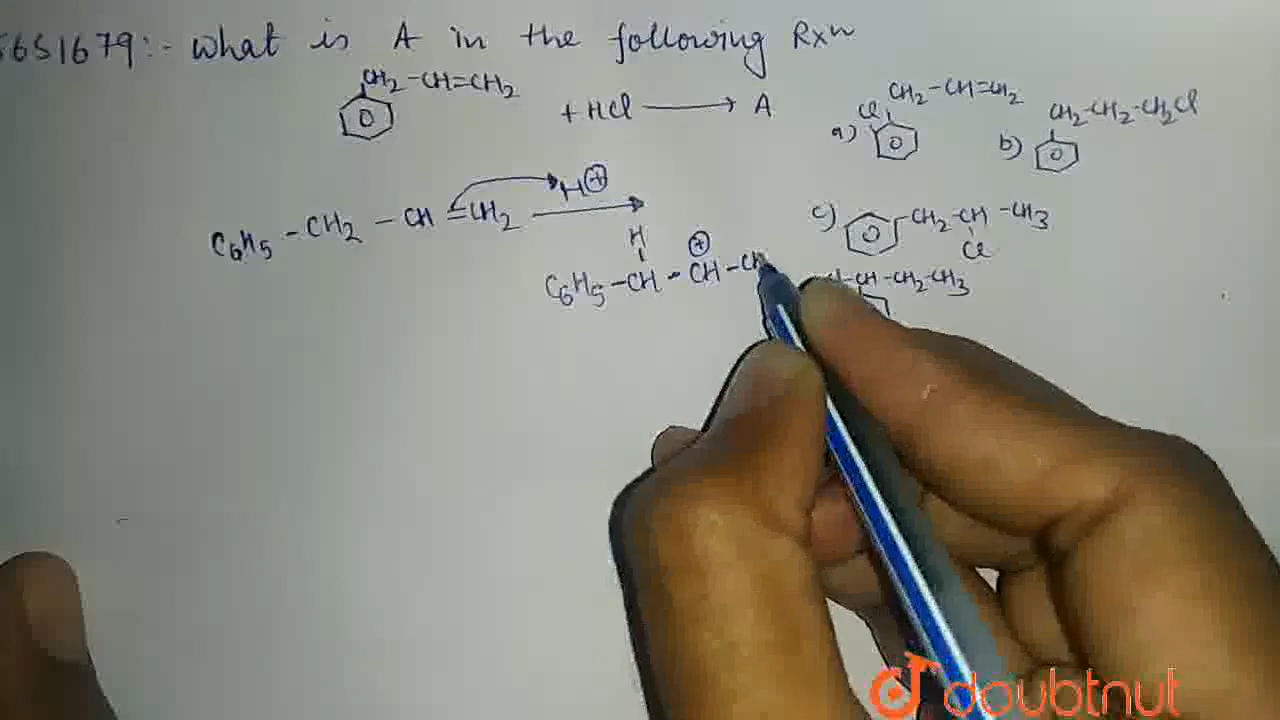 5651679:- What is A in the following Rxn
CH2-CH=CH2
+HCl → A
a) Cl CH2-CH=CH2
b) CH2-CH2-CH2Cl
C6H5-CH2-CH=CH2 → H⊕
c) CH2-CH-CH3
Cl
H
C6H5-CH-CH-CH
⊕
-CH-CH2-CH3
doubtnut